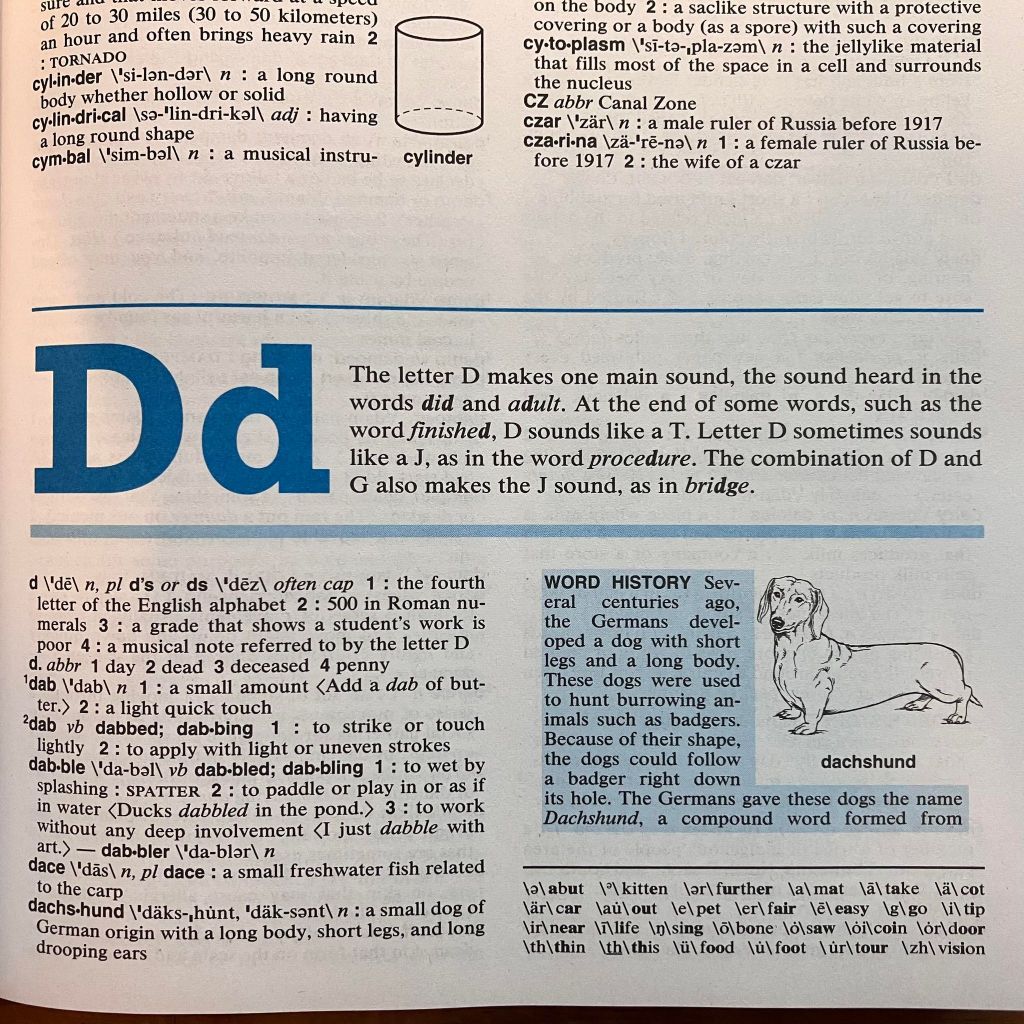 sure and that moves forward at a speed
of 20 to 30 miles (30 to 50 kilometers)
an hour and often brings heavy rain 2
: TORNADO
cyl·in·der \ˈsi-lən-dər\ n : a long round
body whether hollow or solid
cy·lin·dri·cal \sə-ˈlin-dri-kəl\ adj : having
a long round shape
cym·bal \ˈsim-bəl\ n : a musical instru-
cylinder
on the body 2 : a saclike structure with a protective
covering or a body (as a spore) with such a covering
cy·to·plasm \ˈsī-tə-ˌpla-zəm\ n : the jellylike material
that fills most of the space in a cell and surrounds
the nucleus
CZ abbr Canal Zone
czar \ˈzär\ n : a male ruler of Russia before 1917
cza·ri·na \zä-ˈrē-nə\ n 1 : a female ruler of Russia be-
fore 1917 2 : the wife of a czar
Dd
The letter D makes one main sound, the sound heard in the
words did and adult. At the end of some words, such as the
word finished, D sounds like a T. Letter D sometimes sounds
like a J, as in the word procedure. The combination of D and
G also makes the J sound, as in bridge.
d \ˈdē\ n, pl d's or ds \ˈdēz\ often cap 1 : the fourth
letter of the English alphabet 2 : 500 in Roman nu-
merals 3 : a grade that shows a student's work is
poor 4 : a musical note referred to by the letter D
d. abbr 1 day 2 dead 3 deceased 4 penny
¹dab \ˈdab\ n 1 : a small amount 〈Add a dab of but-
ter.〉 2 : a light quick touch
²dab vb dabbed; dab·bing 1 : to strike or touch
lightly 2 : to apply with light or uneven strokes
dab·ble \ˈda-bəl\ vb dab·bled; dab·bling 1 : to wet by
splashing : SPATTER 2 : to paddle or play in or as if
in water 〈Ducks dabbled in the pond.〉 3 : to work
without any deep involvement 〈I just dabble with
art.〉 — dab·bler \ˈda-blər\ n
dace \ˈdās\ n, pl dace : a small freshwater fish related
to the carp
dachs·hund \ˈdäks-ˌhu̇nt, ˈdäk-sənt\ n : a small dog of
German origin with a long body, short legs, and long
drooping ears
WORD HISTORY Sev-
eral centuries ago,
the Germans devel-
oped a dog with short
legs and a long body.
These dogs were used
to hunt burrowing an-
imals such as badgers.
Because of their shape,
the dogs could follow
a badger right down
its hole. The Germans gave these dogs the name
Dachshund, a compound word formed from
dachshund
\ə\ abut \ᵊ\ kitten \ər\ further \a\ mat \ā\ take \ä\ cot
\är\ car \au̇\ out \e\ pet \er\ fair \ē\ easy \g\ go \i\ tip
\ir\ near \ī\ life \ŋ\ sing \ō\ bone \ȯ\ saw \ȯi\ coin \ȯr\ door
\th\ thin \t͟h\ this \ü\ food \u̇\ foot \u̇r\ tour \zh\ vision